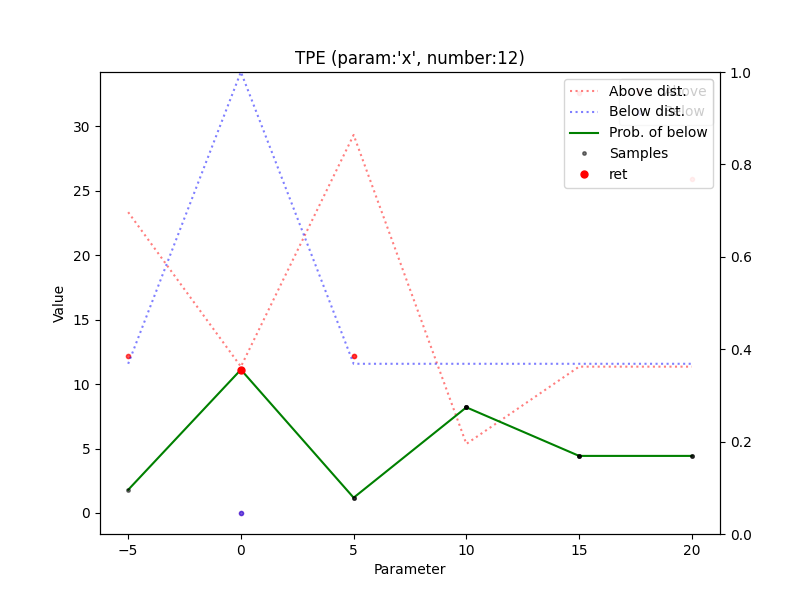 TPE (param:'x', number:12)
Above dist.
Below dist.
Prob. of below
Samples
ret
Value
30
25
20
15
10
5
0
1.0
0.8
0.6
0.4
0.2
0.0
−5
0
5
10
15
20
Parameter